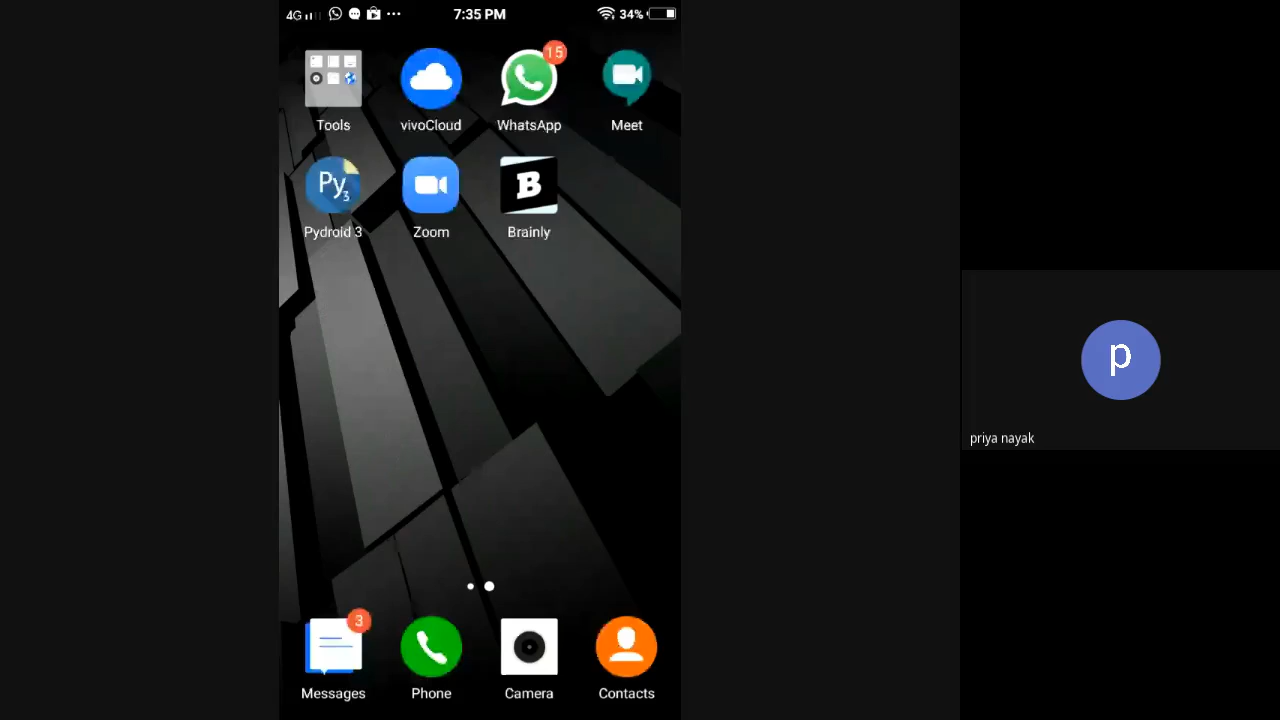 4G 7:35 PM 34%
15
Tools vivoCloud WhatsApp Meet
Py3 B
Pydroid 3 Zoom Brainly
p
priya nayak
3
Messages Phone Camera Contacts